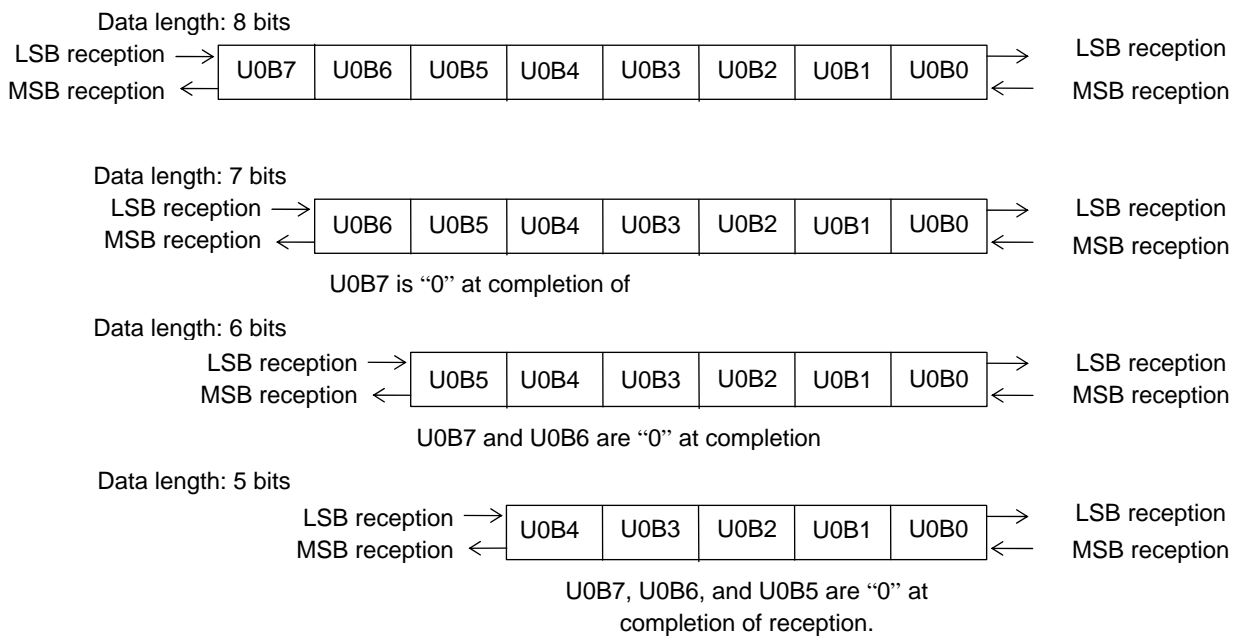 Data length: 8 bits
LSB reception U0B7 U0B6 U0B5 U0B4 U0B3 U0B2 U0B1 U0B0 LSB reception
MSB reception MSB reception
Data length: 7 bits
LSB reception U0B6 U0B5 U0B4 U0B3 U0B2 U0B1 U0B0 LSB reception
MSB reception MSB reception
U0B7 is “0” at completion of
Data length: 6 bits
LSB reception U0B5 U0B4 U0B3 U0B2 U0B1 U0B0 LSB reception
MSB reception MSB reception
U0B7 and U0B6 are “0” at completion
Data length: 5 bits
LSB reception U0B4 U0B3 U0B2 U0B1 U0B0 LSB reception
MSB reception MSB reception
U0B7, U0B6, and U0B5 are “0” at
completion of reception.